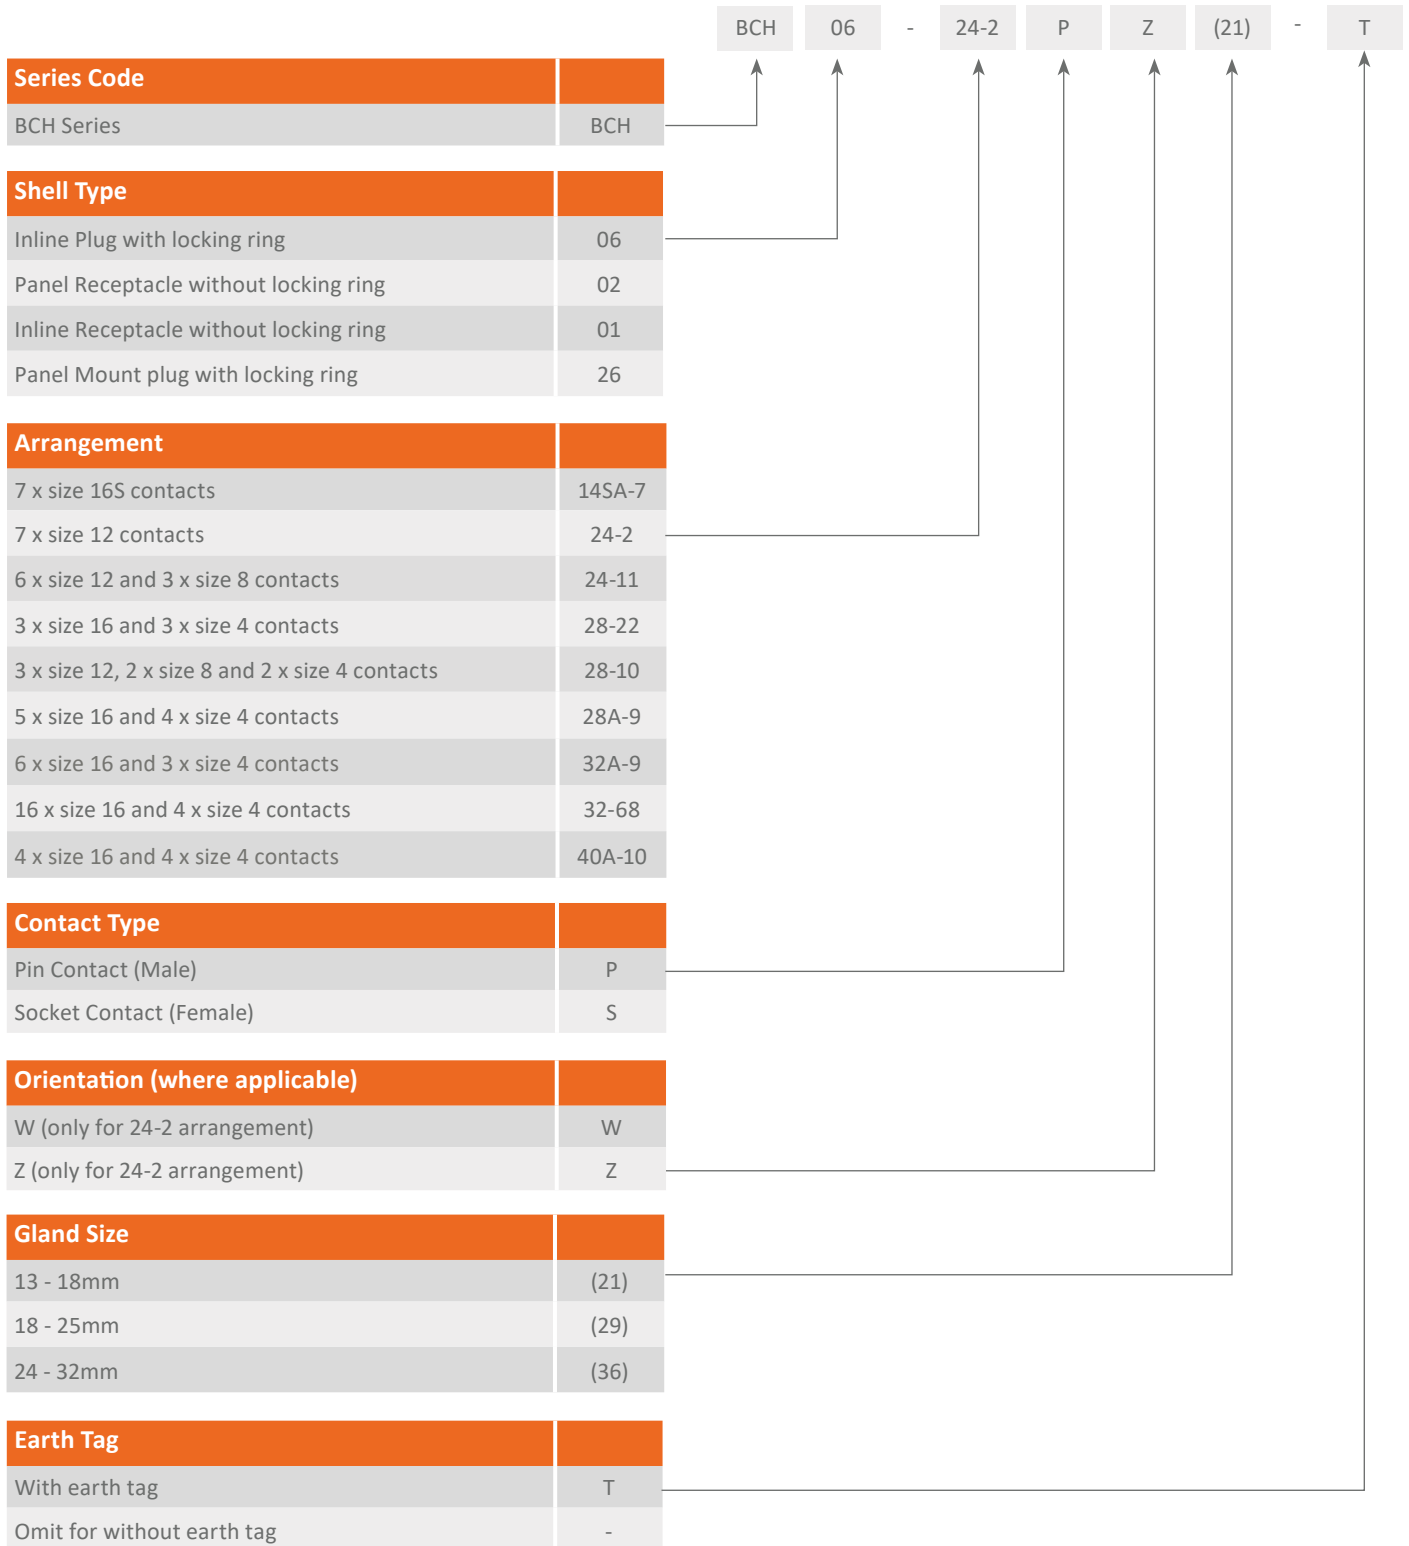 BCH 06 - 24-2 P Z (21) - T
Series Code
BCH Series BCH
Shell Type
Inline Plug with locking ring 06
Panel Receptacle without locking ring 02
Inline Receptacle without locking ring 01
Panel Mount plug with locking ring 26
Arrangement
7 x size 16S contacts 14SA-7
7 x size 12 contacts 24-2
6 x size 12 and 3 x size 8 contacts 24-11
3 x size 16 and 3 x size 4 contacts 28-22
3 x size 12, 2 x size 8 and 2 x size 4 contacts 28-10
5 x size 16 and 4 x size 4 contacts 28A-9
6 x size 16 and 3 x size 4 contacts 32A-9
16 x size 16 and 4 x size 4 contacts 32-68
4 x size 16 and 4 x size 4 contacts 40A-10
Contact Type
Pin Contact (Male) P
Socket Contact (Female) S
Orientation (where applicable)
W (only for 24-2 arrangement) W
Z (only for 24-2 arrangement) Z
Gland Size
13 - 18mm (21)
18 - 25mm (29)
24 - 32mm (36)
Earth Tag
With earth tag T
Omit for without earth tag -